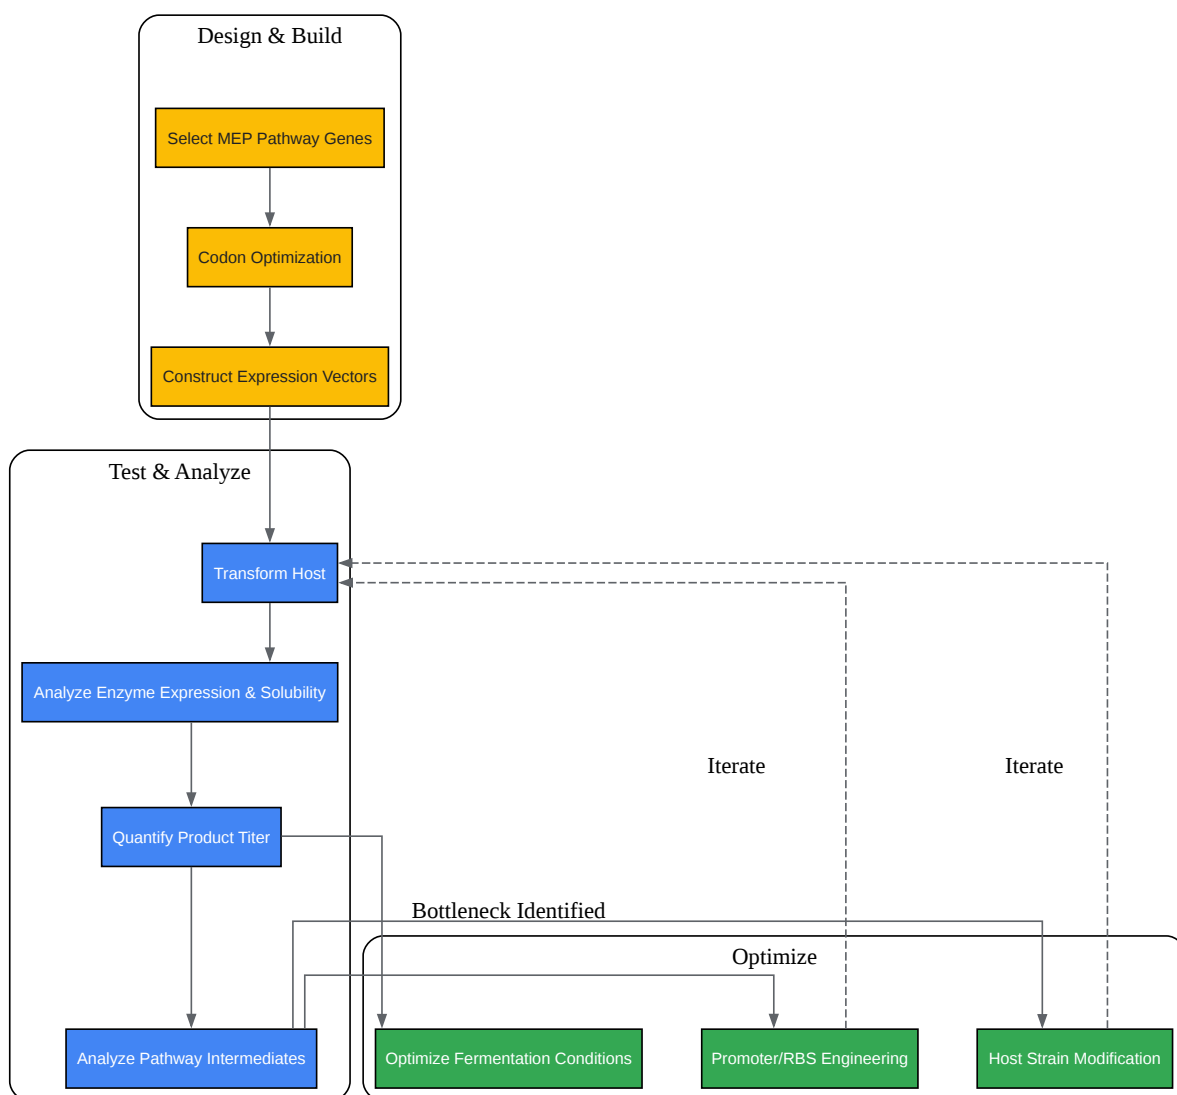 Design & Build
Select MEP Pathway Genes
Codon Optimization
Construct Expression Vectors
Test & Analyze
Transform Host
Analyze Enzyme Expression & Solubility
Iterate
Iterate
Quantify Product Titer
Bottleneck Identified
Optimize
Analyze Pathway Intermediates
Optimize Fermentation Conditions
Promoter/RBS Engineering
Host Strain Modification